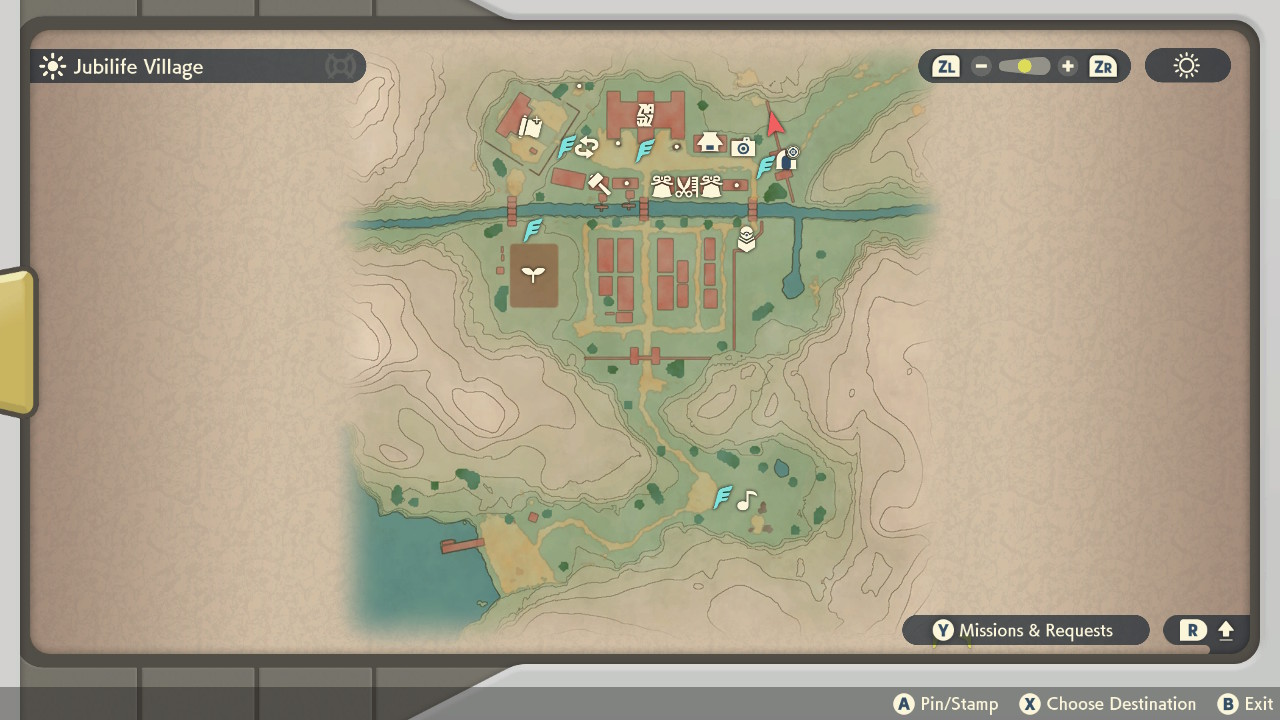 Jubilife Village
ZL - + ZR
Y Missions & Requests
R
A Pin/Stamp X Choose Destination B Exit